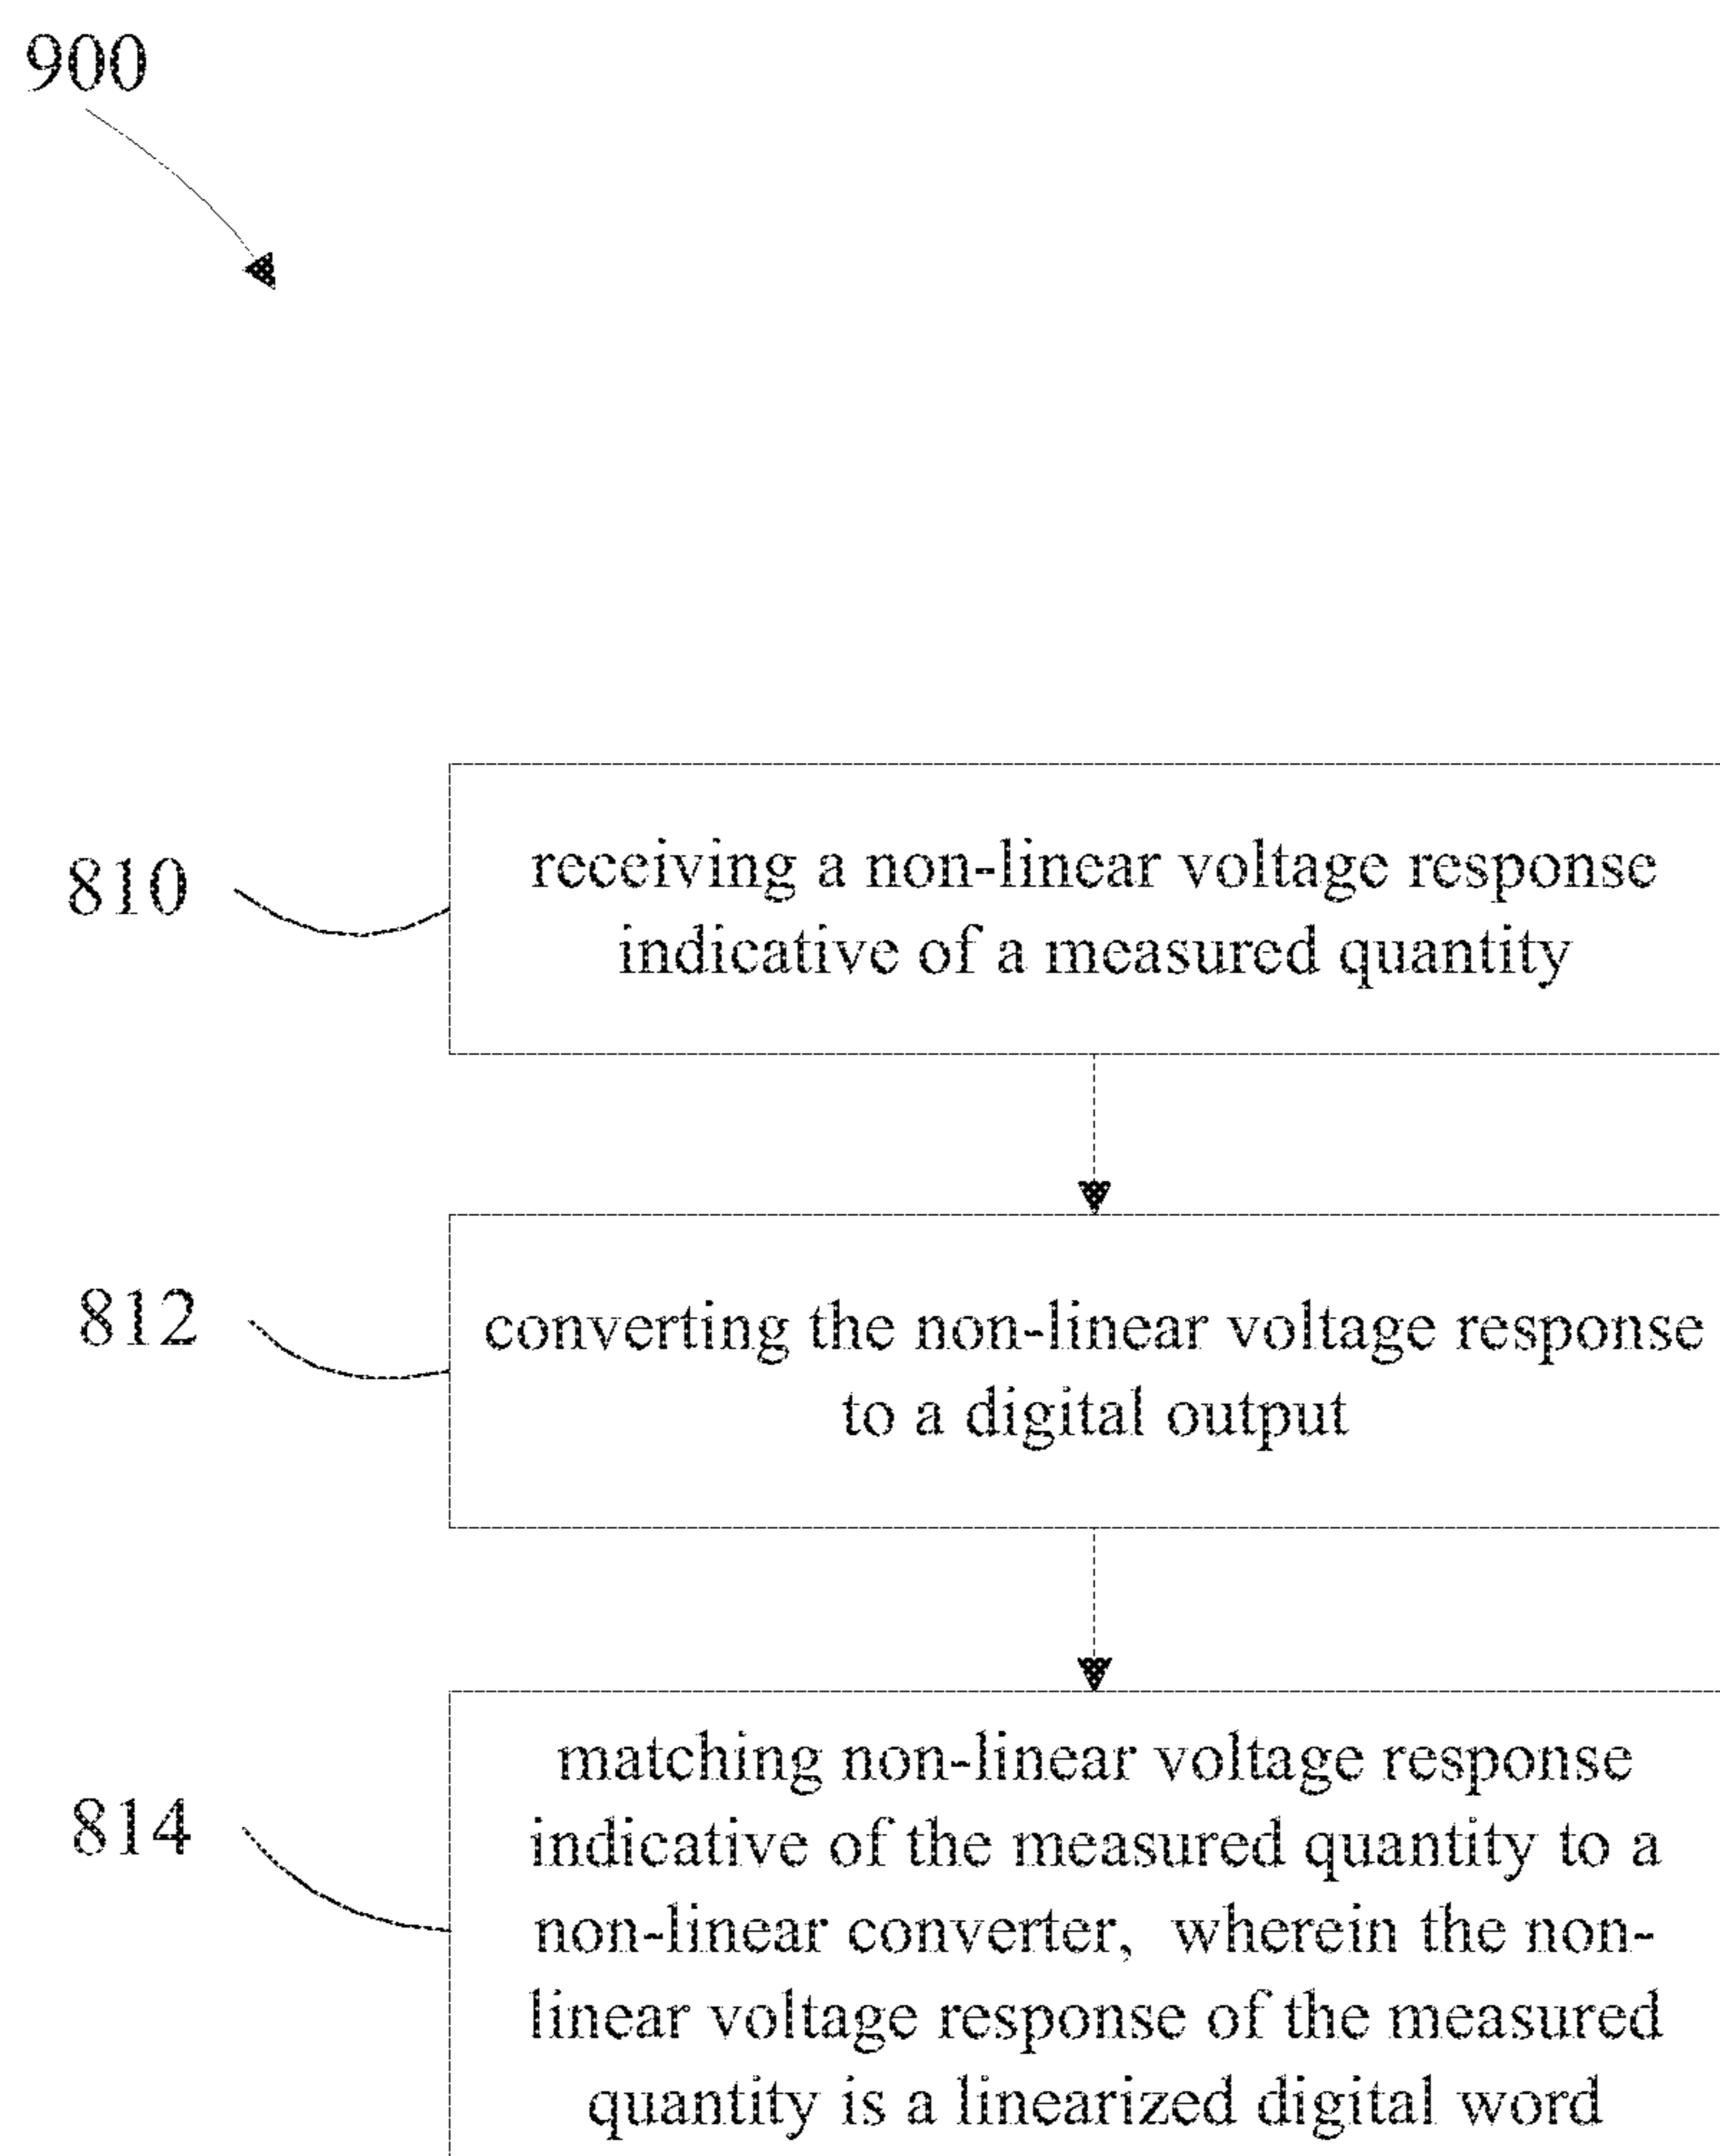 900
810
receiving a non-linear voltage response
indicative of a measured quantity
812
converting the non-linear voltage response
to a digital output
814
matching non-linear voltage response
indicative of the measured quantity to a
non-linear converter, wherein the non-
linear voltage response of the measured
quantity is a linearized digital word